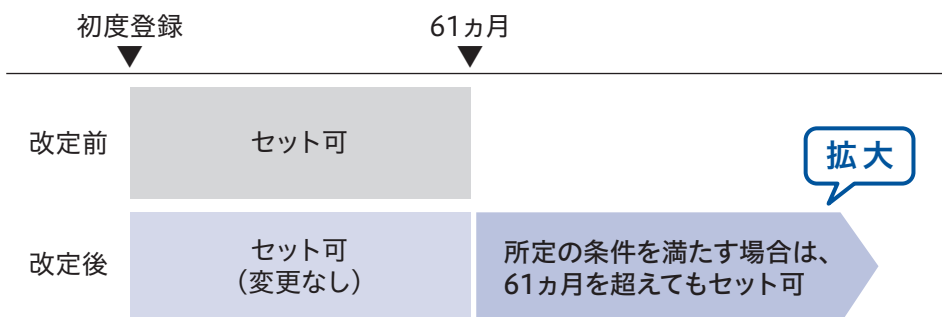 初度登録
61ヵ月
改定前
セット可
拡大
改定後
セット可
（変更なし）
所定の条件を満たす場合は、
61ヵ月を超えてもセット可